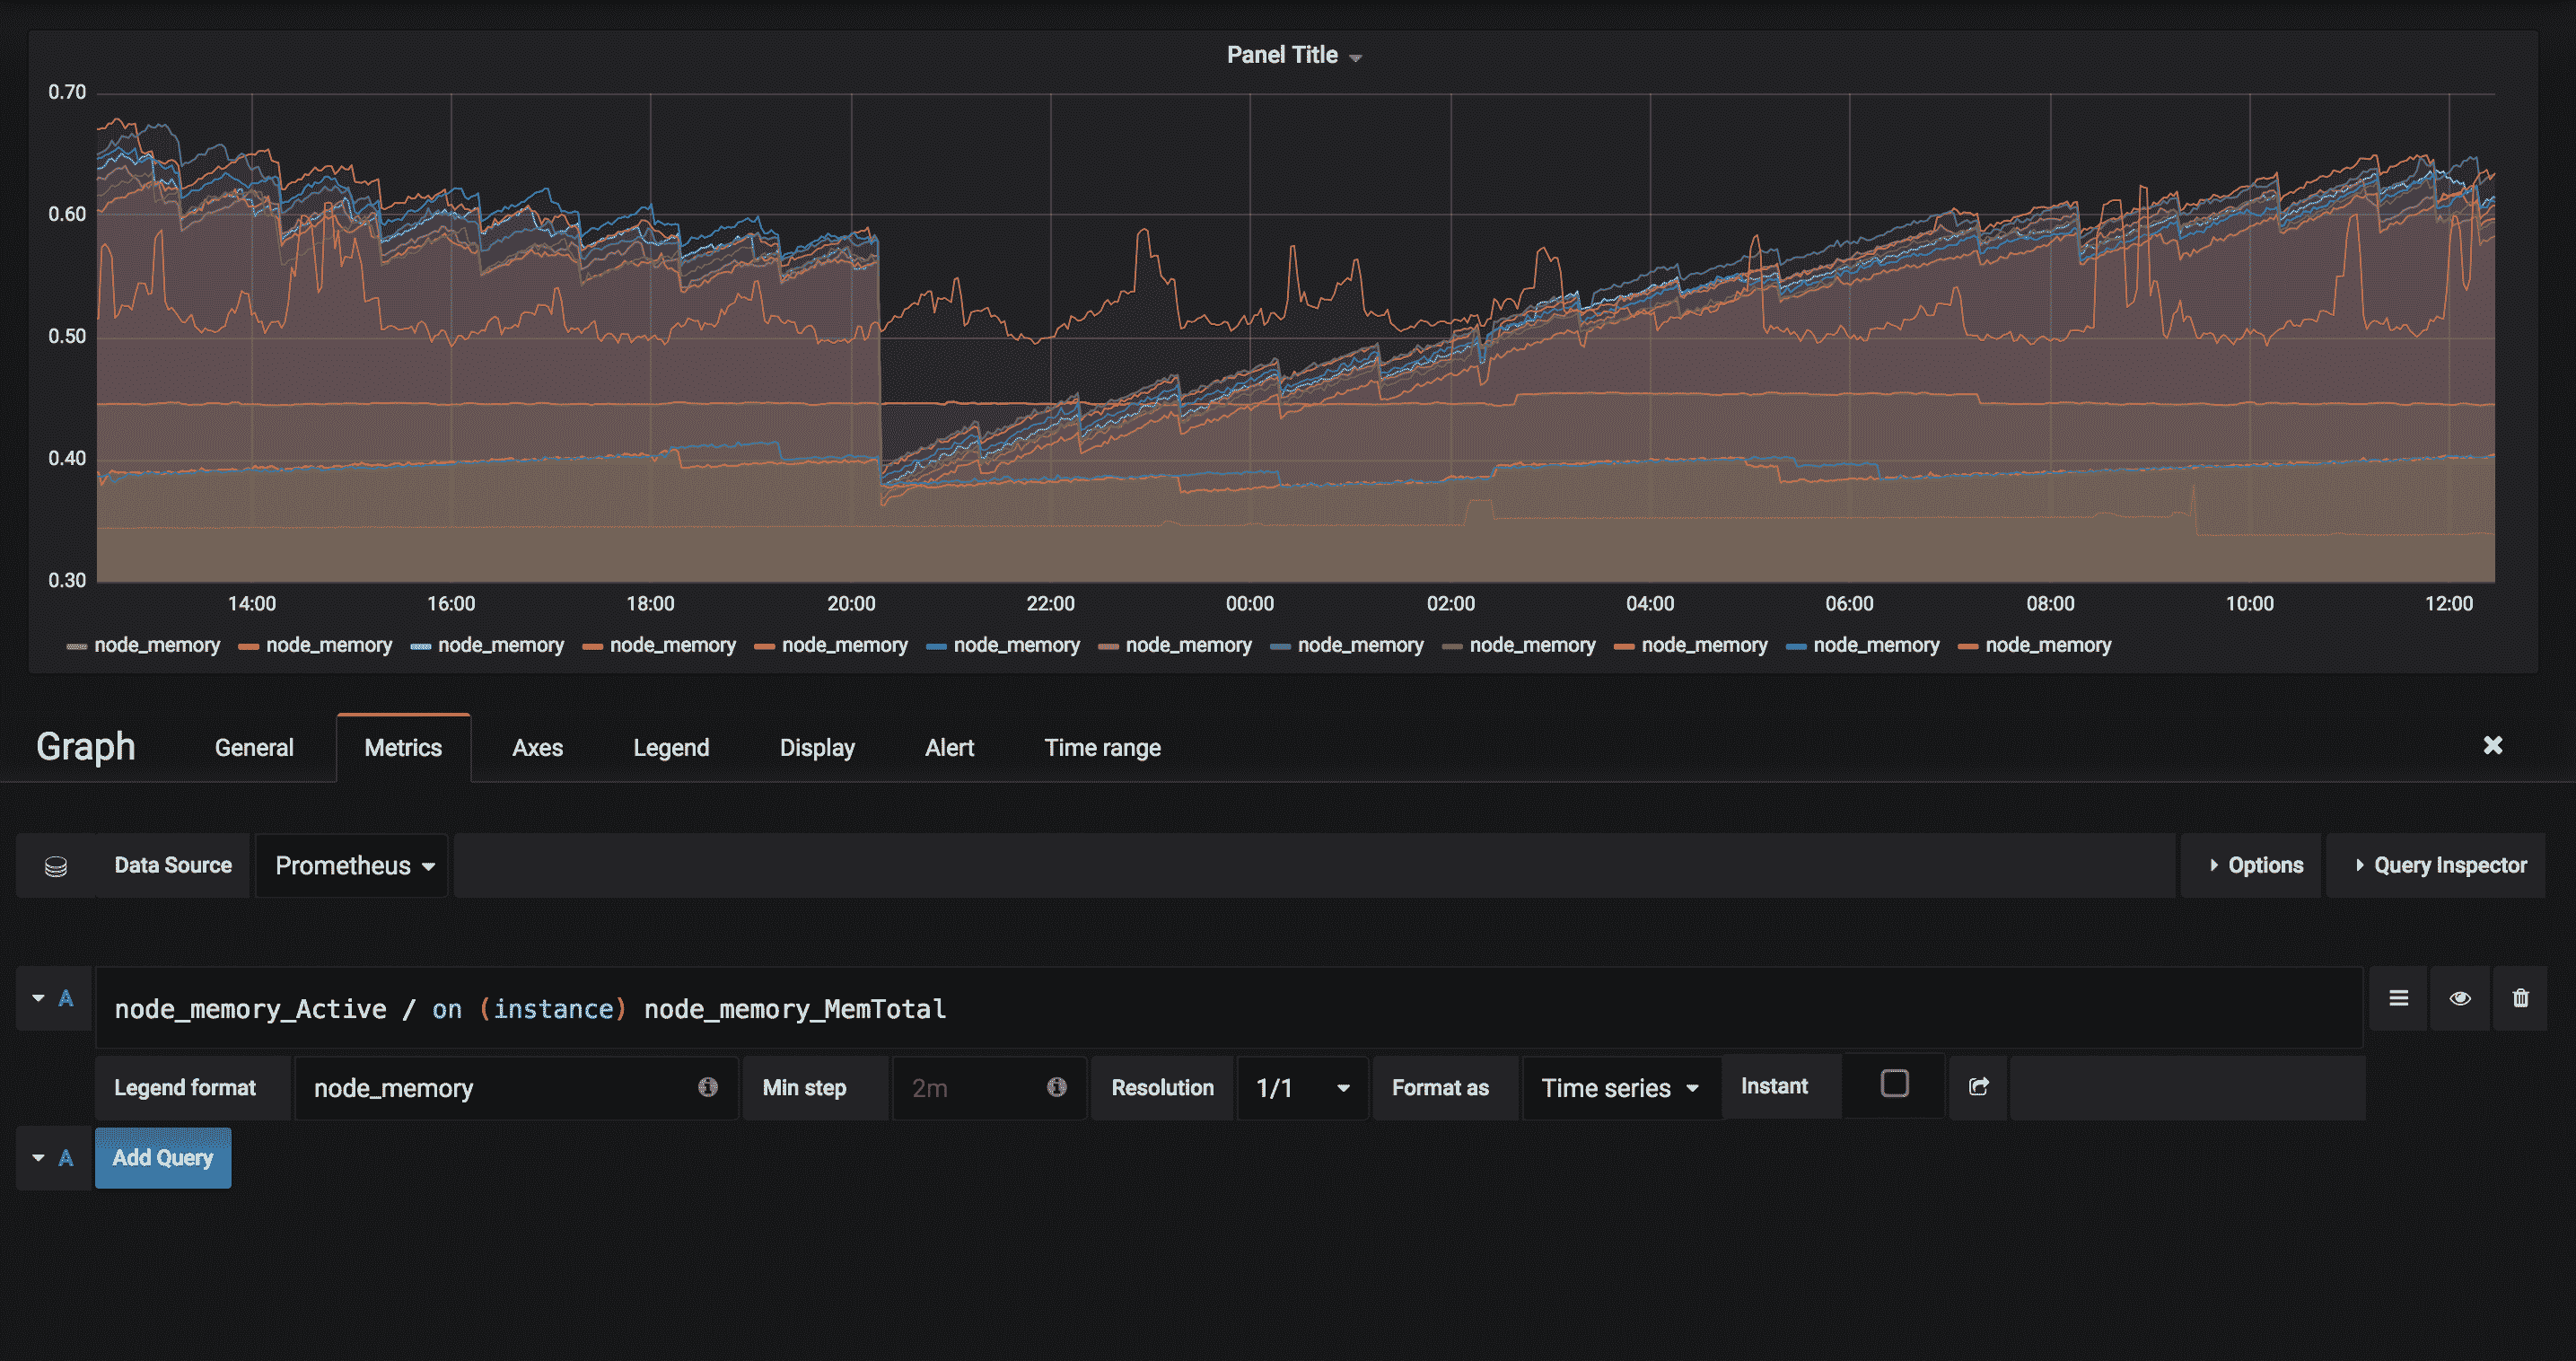 Panel Title
0.70
0.60
0.50
0.40
0.30
14:00 16:00 18:00 20:00 22:00 00:00 02:00 04:00 06:00 08:00 10:00 12:00
node_memory node_memory node_memory node_memory node_memory node_memory node_memory node_memory node_memory node_memory node_memory node_memory
Graph General Metrics Axes Legend Display Alert Time range
Data Source Prometheus Options Query Inspector
A node_memory_Active / on (instance) node_memory_MemTotal
Legend format node_memory Min step 2m Resolution 1/1 Format as Time series Instant
A Add Query